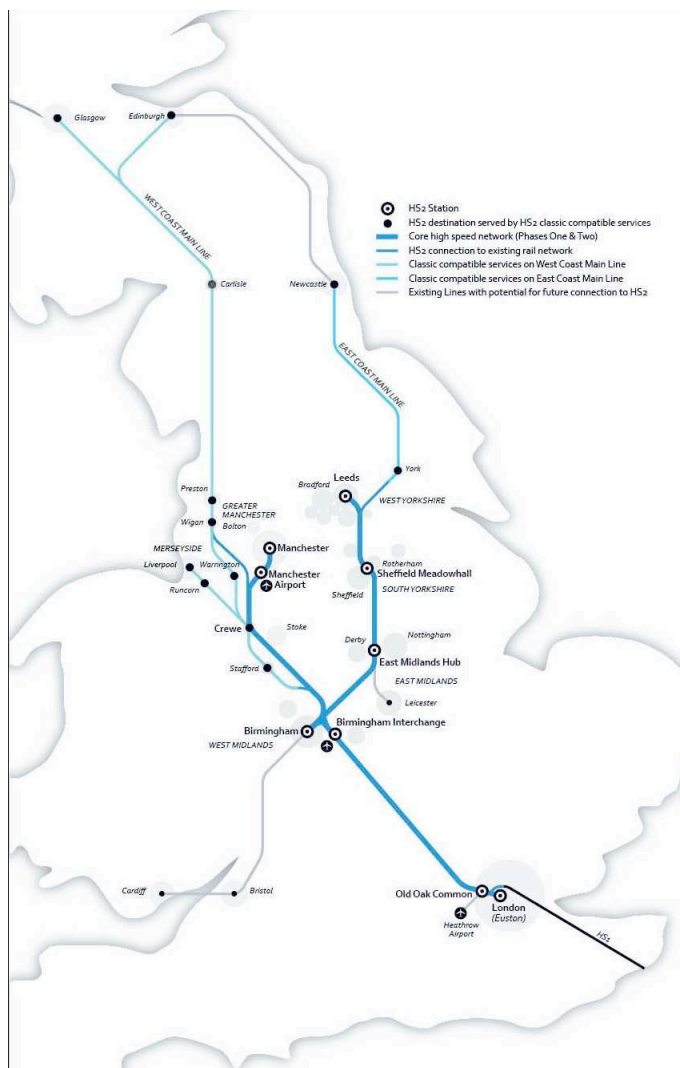 Glasgow
Edinburgh
WEST COAST MAIN LINE
HS2 Station
HS2 destination served by HS2 classic compatible services
Core high speed network (Phases One & Two)
HS2 connection to existing rail network
Classic compatible services on West Coast Main Line
Classic compatible services on East Coast Main Line
Existing Lines with potential for future connection to HS2
Carlisle
Newcastle
EAST COAST MAIN LINE
York
Leeds
Bradford
WEST YORKSHIRE
Preston
GREATER
MANCHESTER
Wigan
Bolton
MERSEYSIDE
Manchester
Liverpool
Warrington
Manchester
Airport
Runcorn
Rotherham
Sheffield Meadowhall
Sheffield
SOUTH YORKSHIRE
Crewe
Stoke
Derby
Nottingham
East Midlands Hub
Stafford
EAST MIDLANDS
Leicester
Birmingham
Birmingham Interchange
WEST MIDLANDS
Cardiff
Bristol
Old Oak Common
London
(Euston)
Heathrow
Airport
HS1